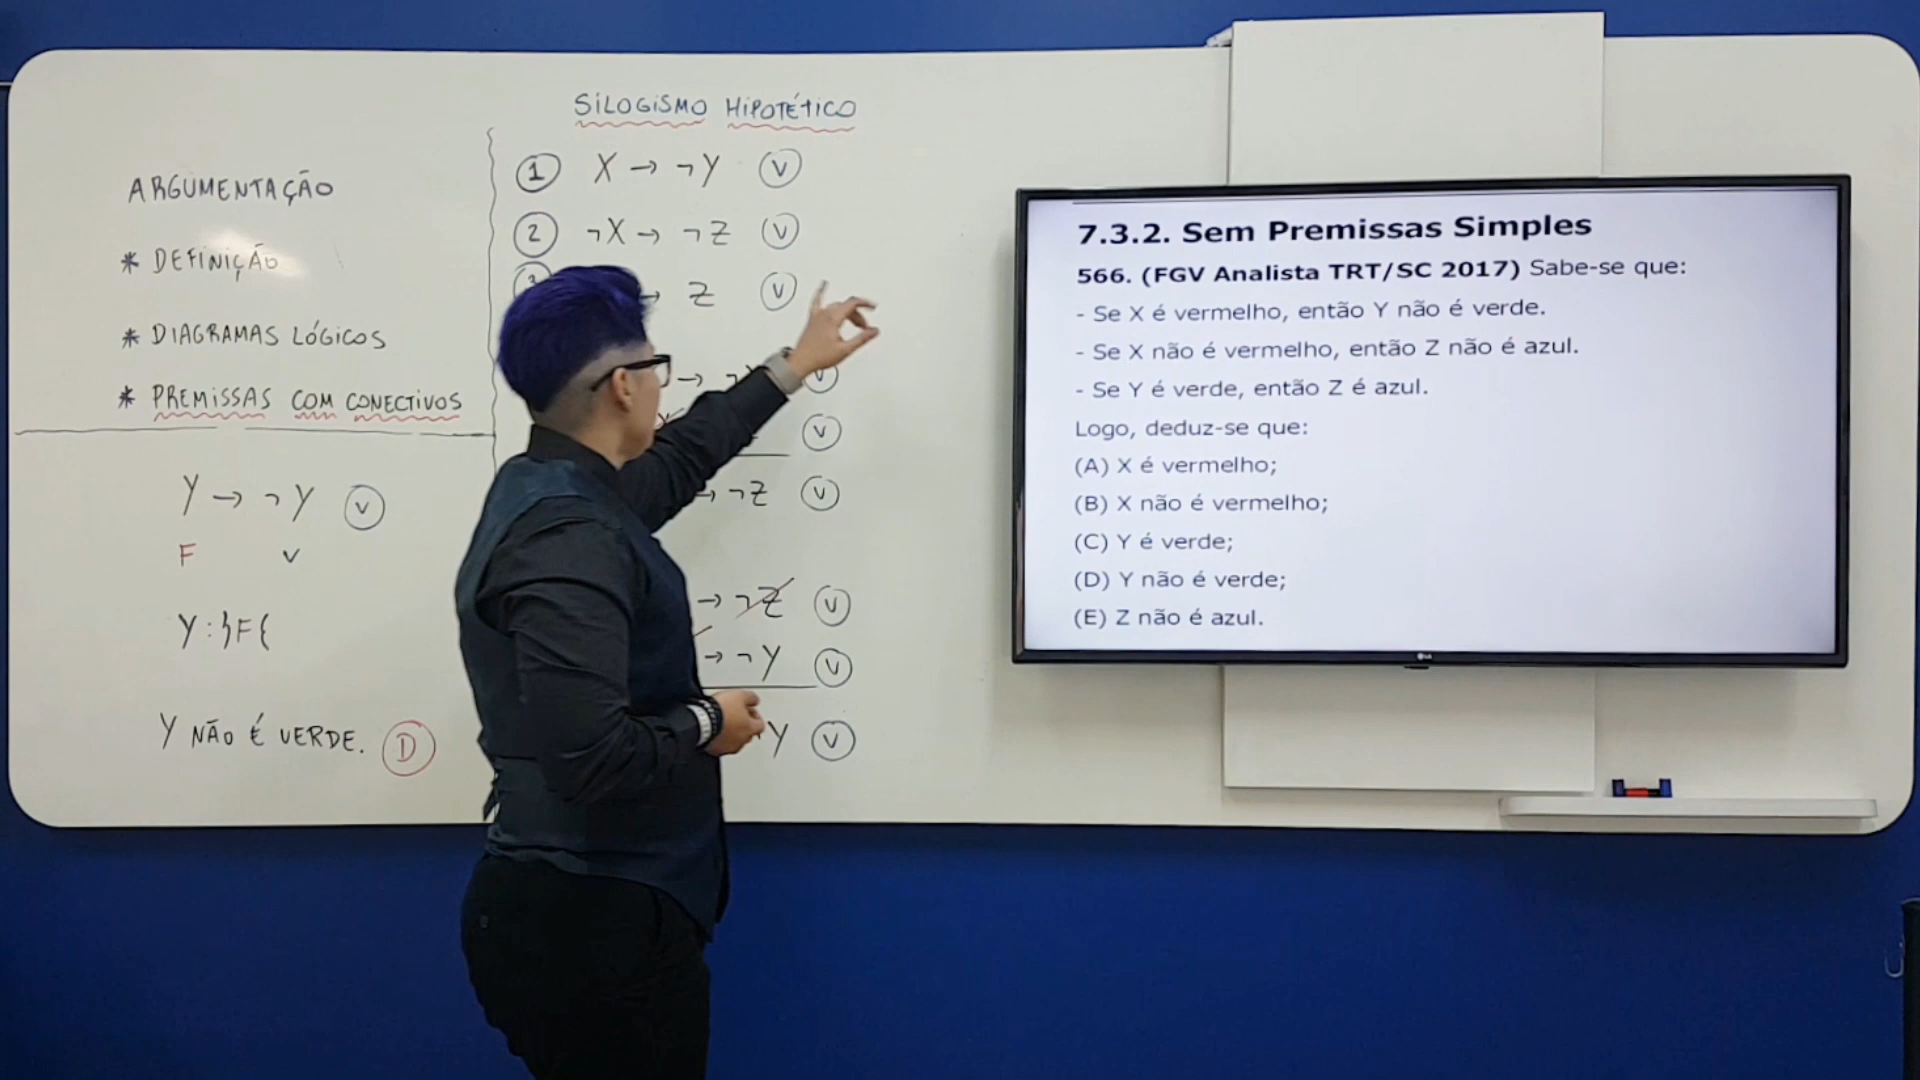 ARGUMENTAÇÃO
* DEFINIÇÃO
* DIAGRAMAS LÓGICOS
* PREMISSAS COM CONECTIVOS
Y → ¬Y V
F V
Y : }F{
Y NÃO É VERDE. D
SILOGISMO HIPOTÉTICO
1 X → ¬Y V
2 ¬X → ¬Z V
3 → Z V
→ ¬ V
V
→ ¬Z V
→ ¬Z V
→ ¬Y V
Y V
7.3.2. Sem Premissas Simples
566. (FGV Analista TRT/SC 2017) Sabe-se que:
- Se X é vermelho, então Y não é verde.
- Se X não é vermelho, então Z não é azul.
- Se Y é verde, então Z é azul.
Logo, deduz-se que:
(A) X é vermelho;
(B) X não é vermelho;
(C) Y é verde;
(D) Y não é verde;
(E) Z não é azul.
LG